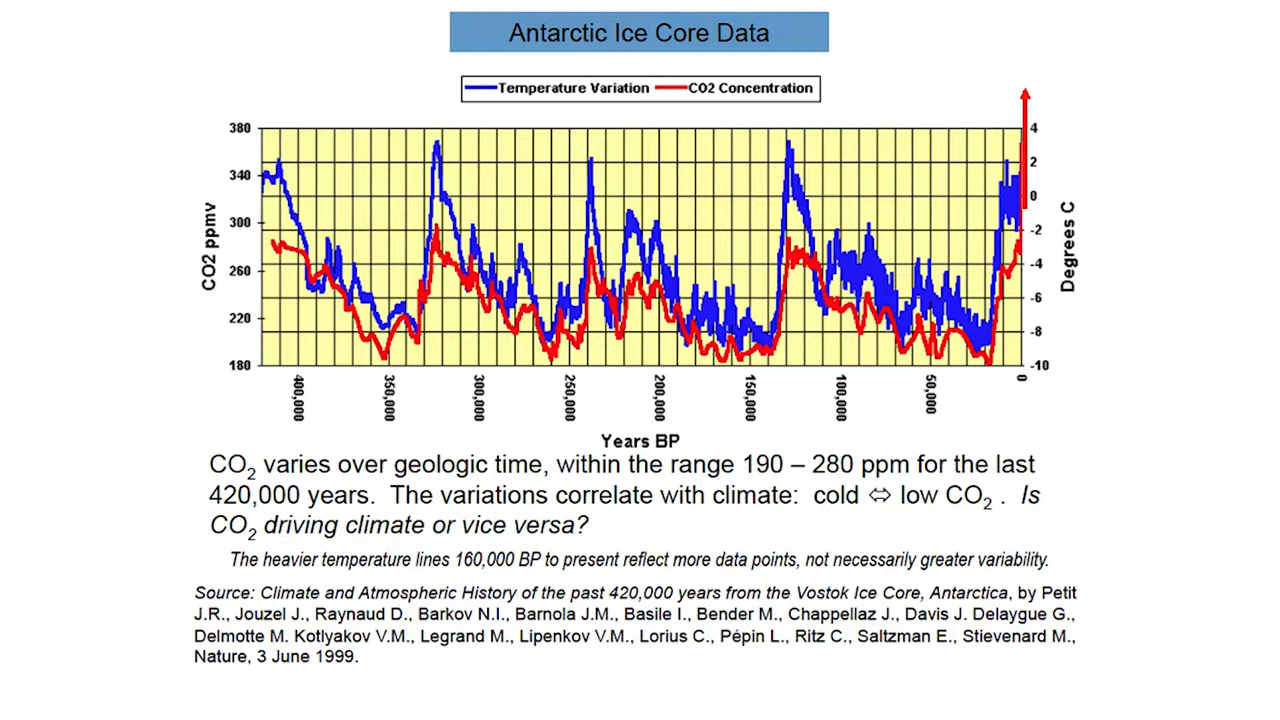 Antarctic Ice Core Data
Temperature Variation CO2 Concentration
380
340
300
260
220
180
CO2 ppmv
4
2
0
-2
-4
-6
-8
-10
Degrees C
400,000
350,000
300,000
250,000
200,000
150,000
100,000
50,000
0
Years BP
CO2 varies over geologic time, within the range 190 – 280 ppm for the last
420,000 years. The variations correlate with climate: cold ⇔ low CO2 . Is
CO2 driving climate or vice versa?
The heavier temperature lines 160,000 BP to present reflect more data points, not necessarily greater variability.
Source: Climate and Atmospheric History of the past 420,000 years from the Vostok Ice Core, Antarctica, by Petit
J.R., Jouzel J., Raynaud D., Barkov N.I., Barnola J.M., Basile I., Bender M., Chappellaz J., Davis J. Delaygue G.,
Delmotte M. Kotlyakov V.M., Legrand M., Lipenkov V.M., Lorius C., Pépin L., Ritz C., Saltzman E., Stievenard M.,
Nature, 3 June 1999.